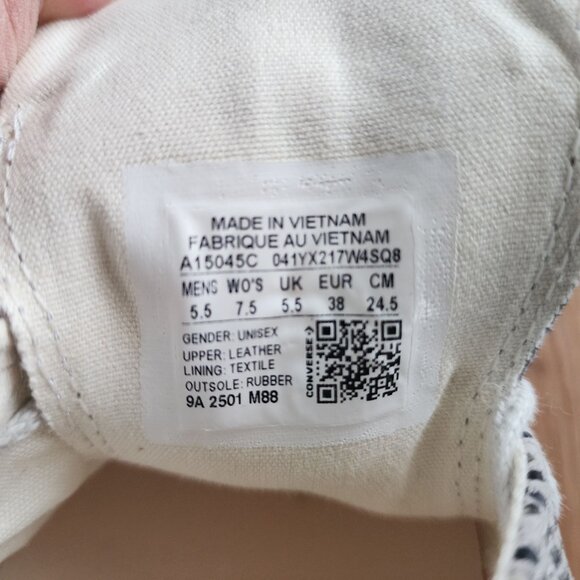 MADE IN VIETNAM
FABRIQUE AU VIETNAM
A15045C 041YX217W4SQ8
MENS WO'S UK EUR CM
5.5 7.5 5.5 38 24.5
GENDER: UNISEX
UPPER: LEATHER
LINING: TEXTILE
OUTSOLE: RUBBER
9A 2501 M88
CONVERSE